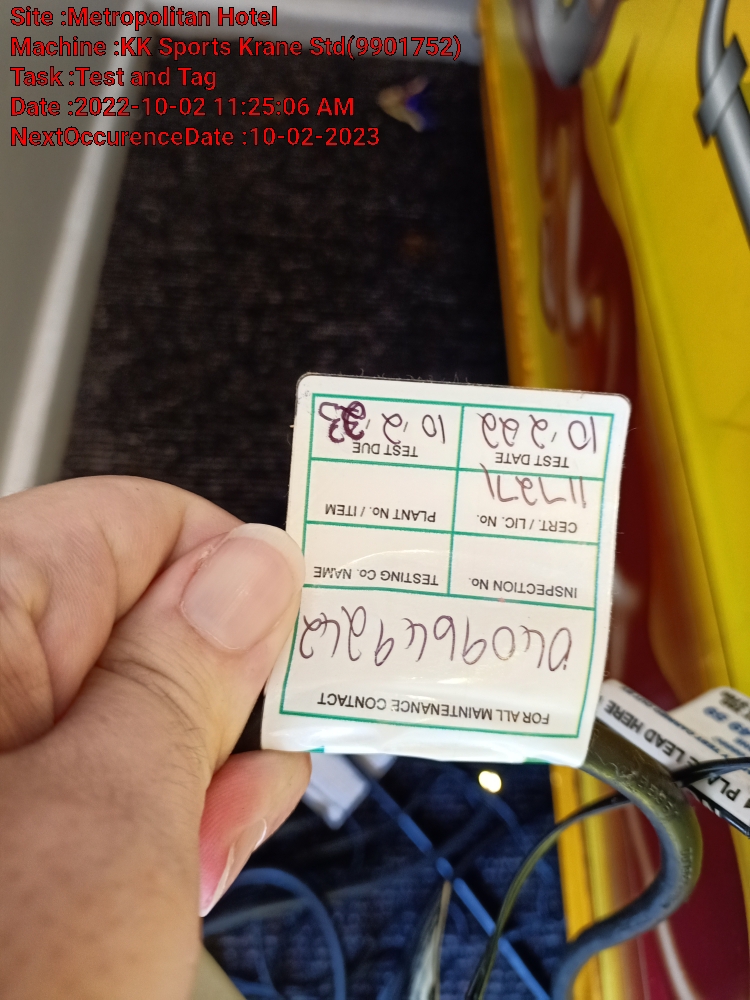 Site :Metropolitan Hotel
Machine :KK Sports Krane Std(9901752)
Task :Test and Tag
Date :2022-10-02 11:25:06 AM
NextOccurenceDate :10-02-2023
FOR ALL MAINTENANCE CONTACT
0409649242
INSPECTION No. TESTING Co. NAME
CERT. / LIC. No. PLANT No. / ITEM
117271
TEST DATE TEST DUE
10.2.22 10.2.23
LEAD HERE